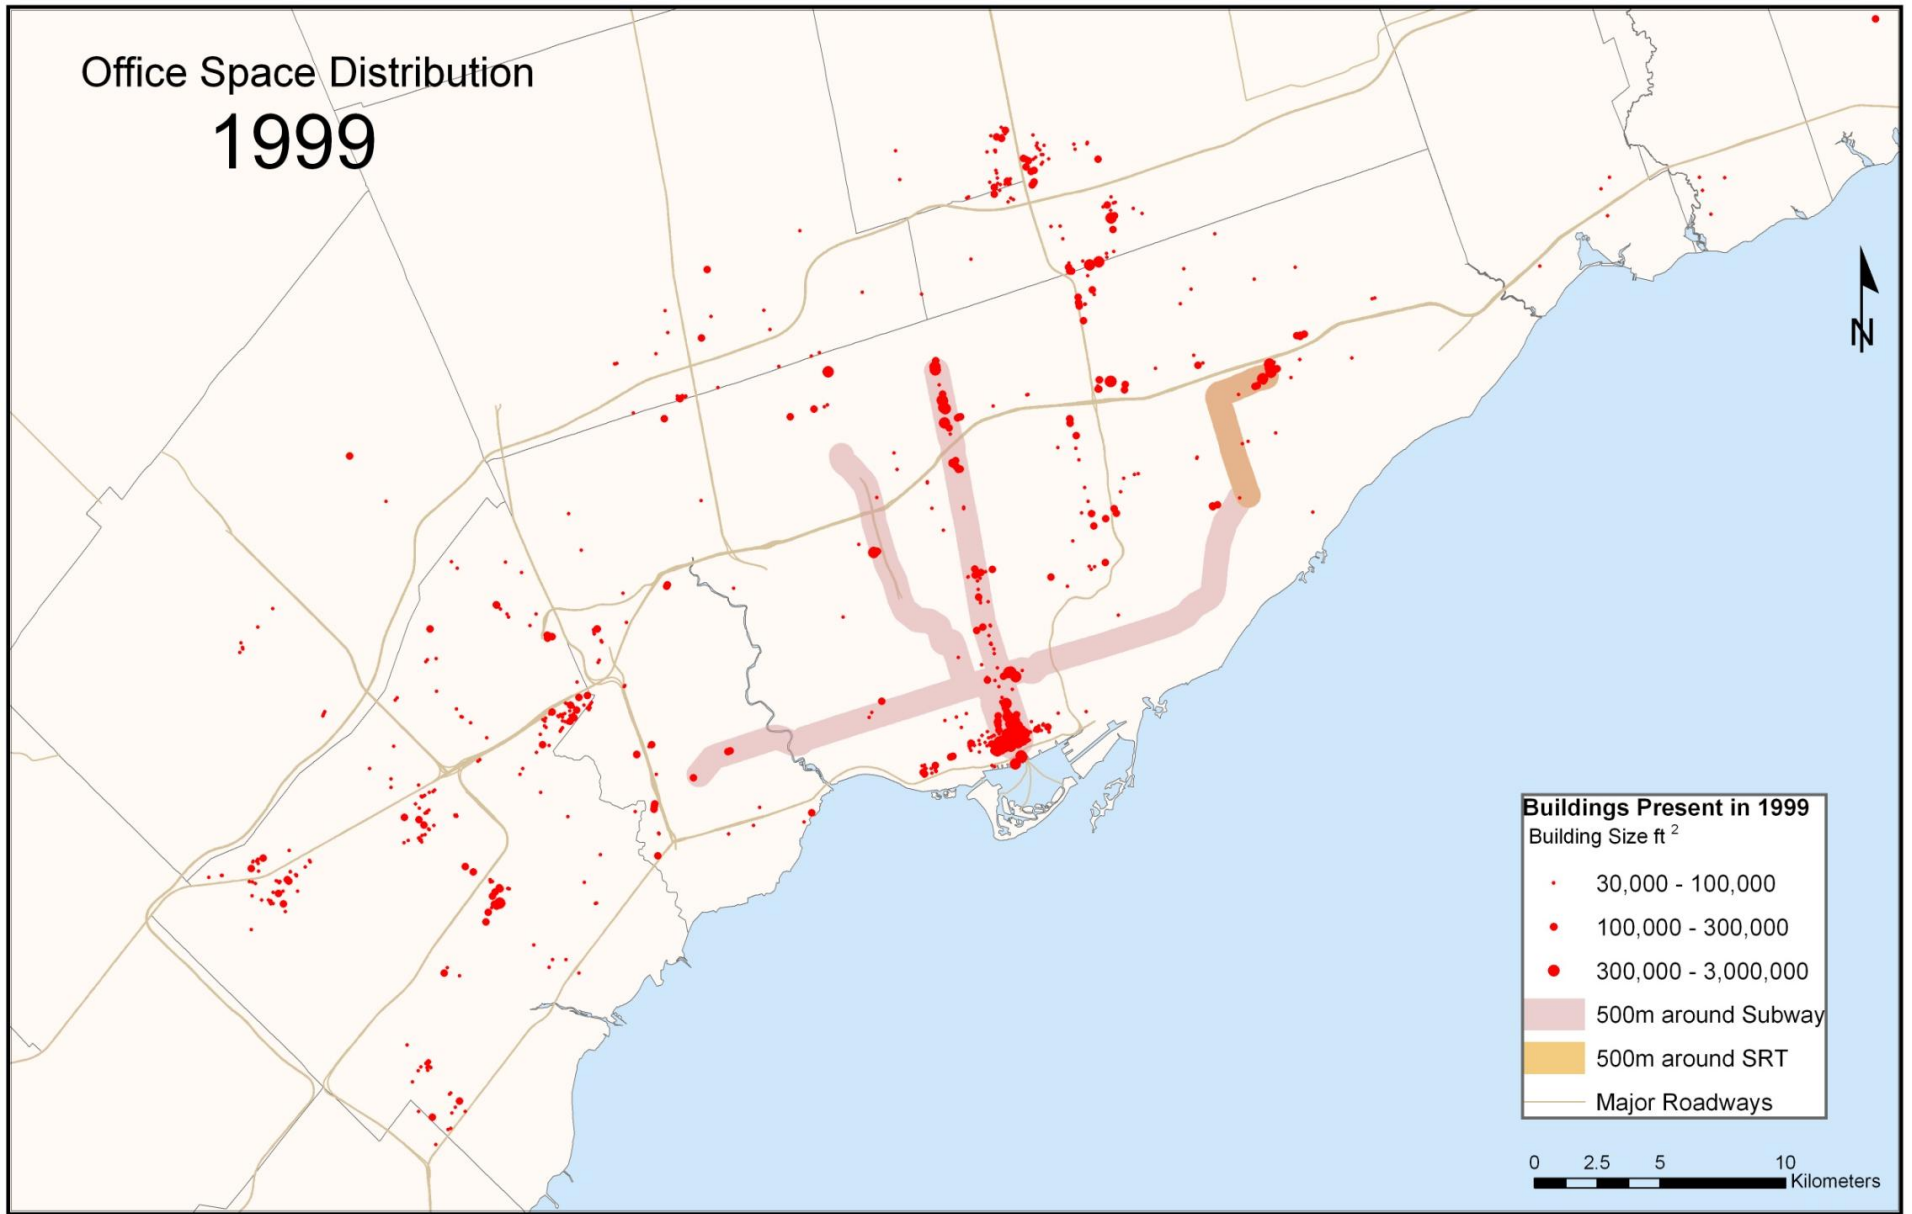 Office Space Distribution
1999
N
Buildings Present in 1999
Building Size ft 2
30,000 - 100,000
100,000 - 300,000
300,000 - 3,000,000
500m around Subway
500m around SRT
Major Roadways
0 2.5 5 10
Kilometers